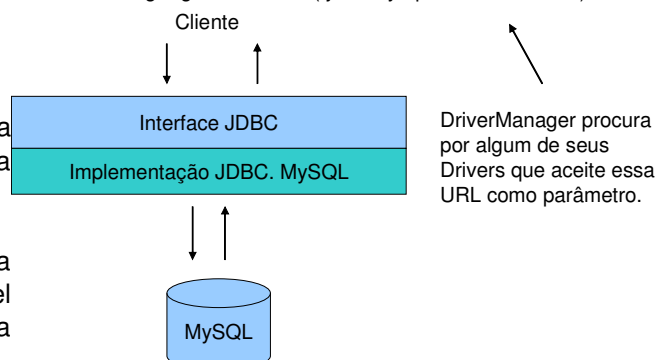 Cliente
Interface JDBC
Implementação JDBC. MySQL
DriverManager procura
por algum de seus
Drivers que aceite essa
URL como parâmetro.
a
a
a
el
a
MySQL